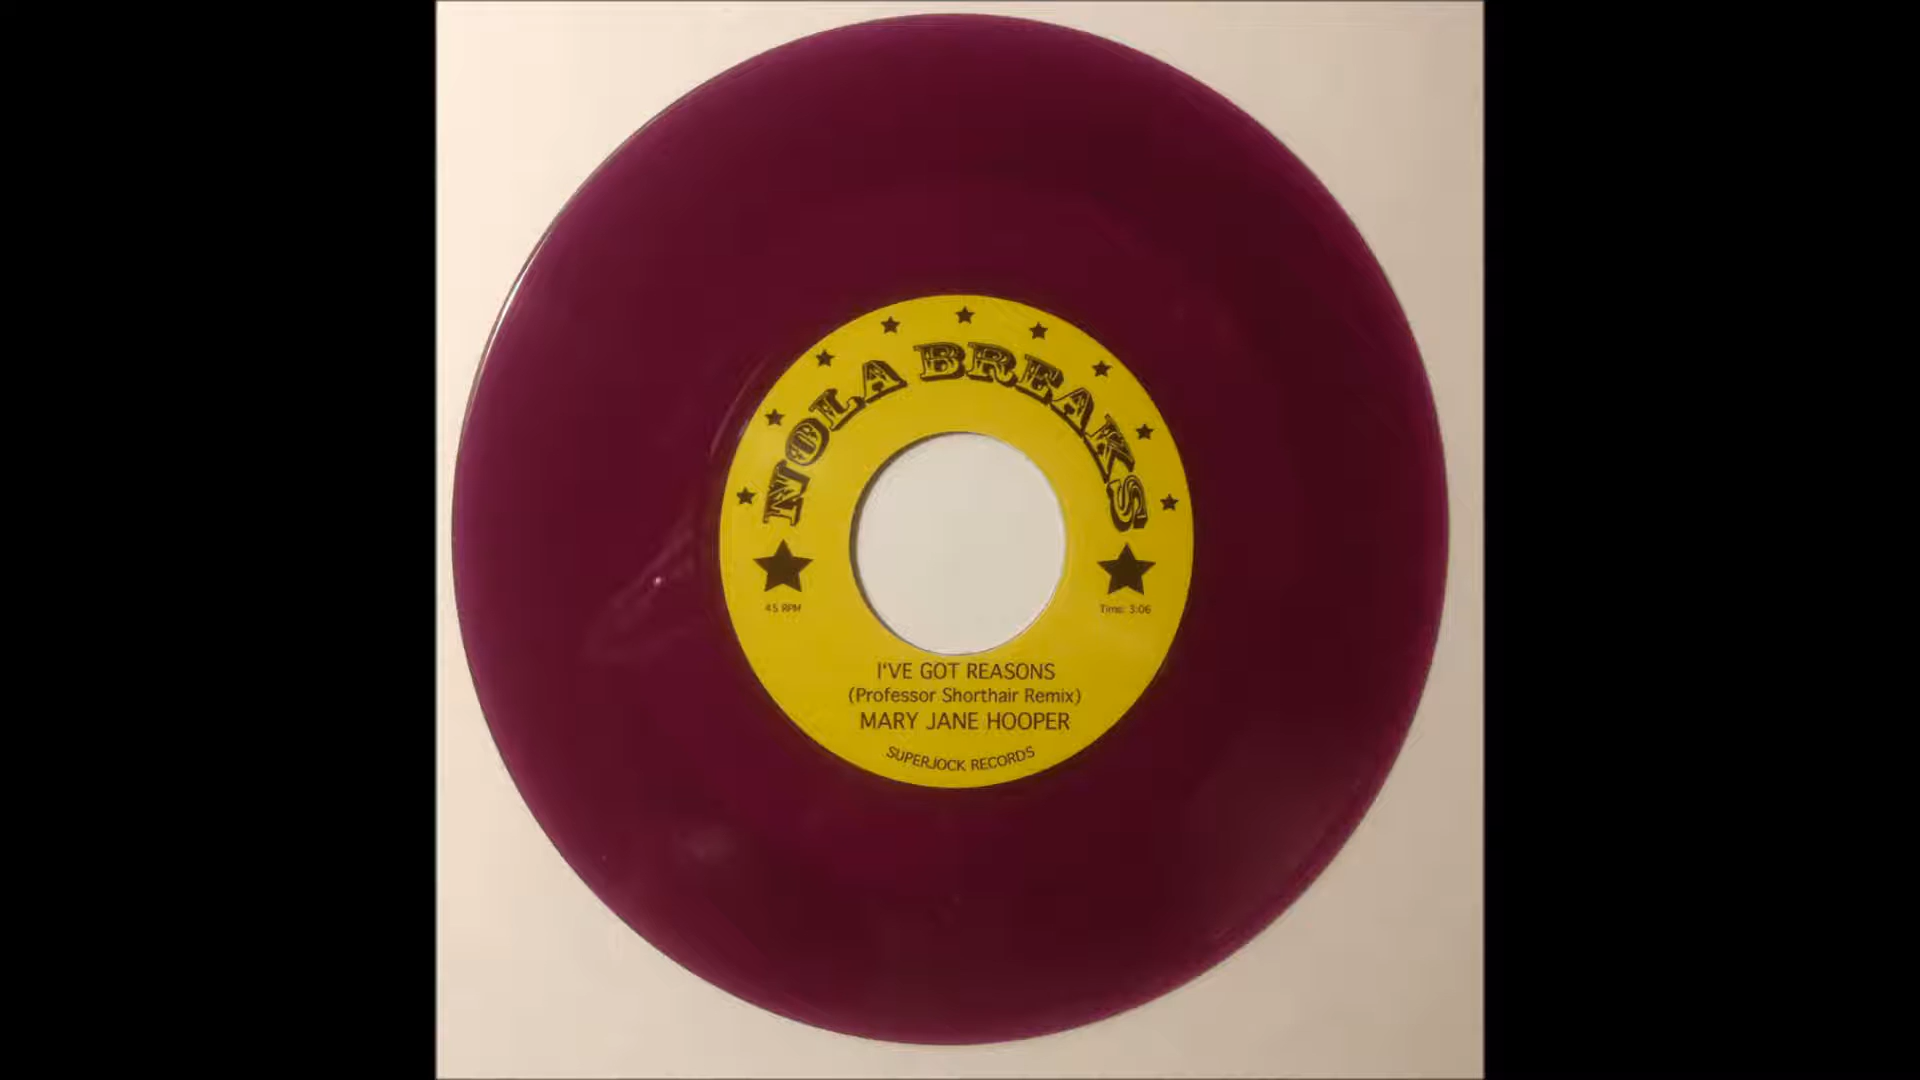 NOLA BREAKS
45 RPM
Time: 3:06
I'VE GOT REASONS
(Professor Shorthair Remix)
MARY JANE HOOPER
SUPERJOCK RECORDS